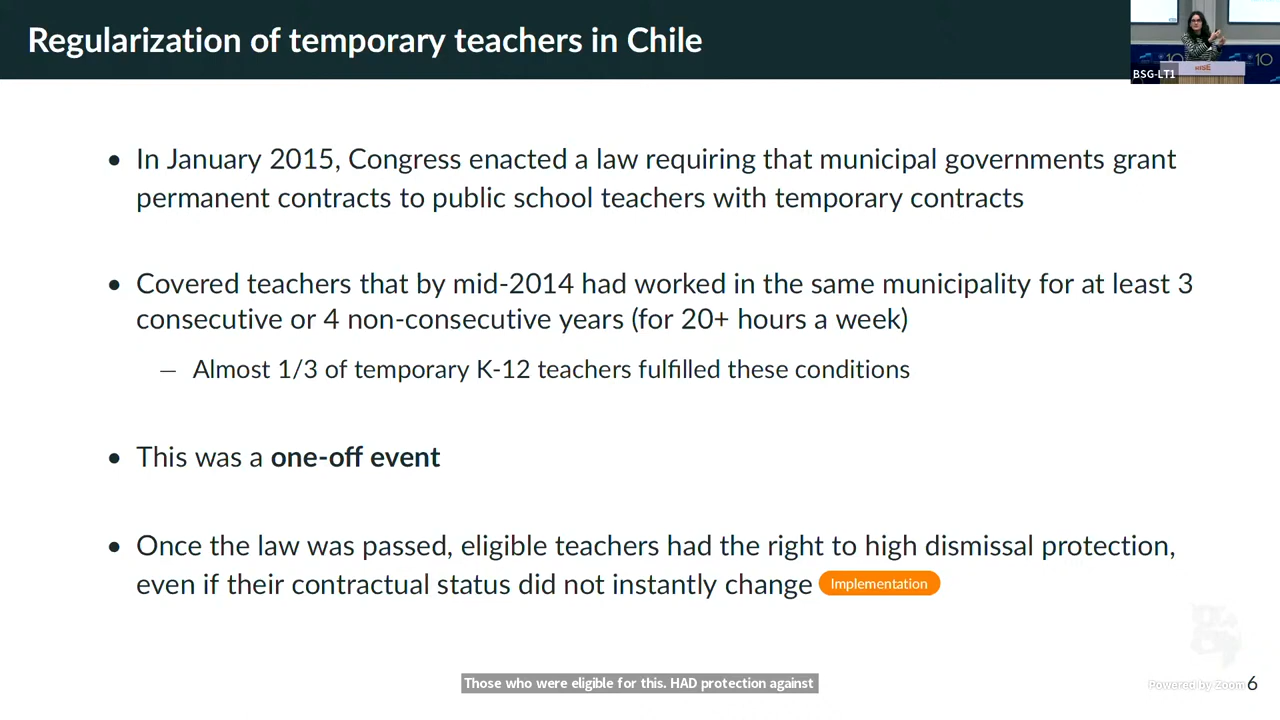 Regularization of temporary teachers in Chile
BSG-LT1
RISE
10
• In January 2015, Congress enacted a law requiring that municipal governments grant
permanent contracts to public school teachers with temporary contracts
• Covered teachers that by mid-2014 had worked in the same municipality for at least 3
consecutive or 4 non-consecutive years (for 20+ hours a week)
– Almost 1/3 of temporary K-12 teachers fulfilled these conditions
• This was a one-off event
• Once the law was passed, eligible teachers had the right to high dismissal protection,
even if their contractual status did not instantly change Implementation
Those who were eligible for this. HAD protection against
Powered by Zoom
6